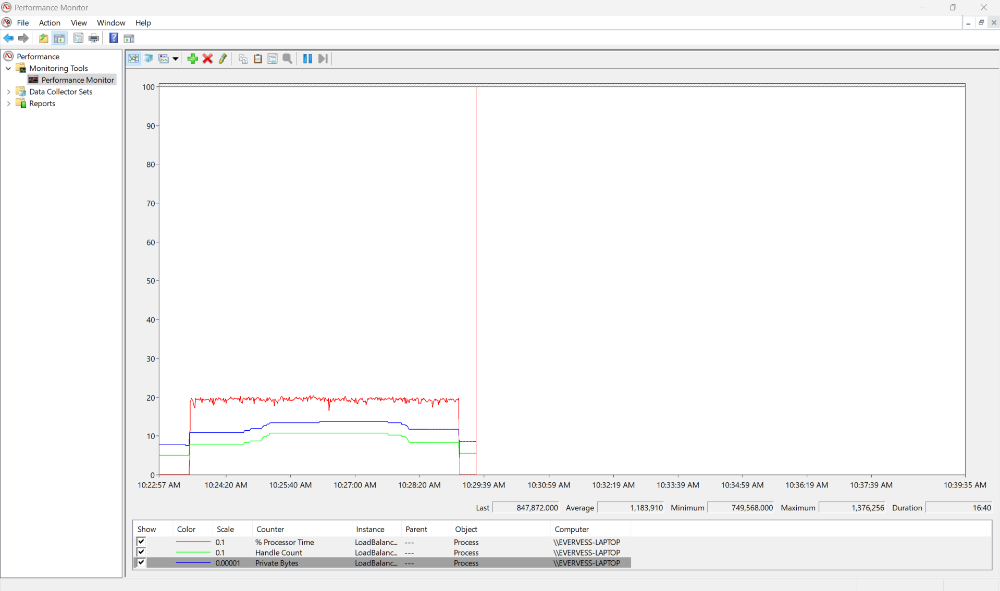 Performance Monitor
File Action View Window Help
Performance
Monitoring Tools
Performance Monitor
Data Collector Sets
Reports
100
90
80
70
60
50
40
30
20
10
0
10:22:57 AM 10:24:20 AM 10:25:40 AM 10:27:00 AM 10:28:20 AM 10:29:39 AM 10:30:59 AM 10:32:19 AM 10:33:39 AM 10:34:59 AM 10:36:19 AM 10:37:39 AM 10:39:35 AM
Last 847,872.000 Average 1,183,910 Minimum 749,568.000 Maximum 1,376,256 Duration 16:40
Show Color Scale Counter Instance Parent Object Computer
0.1 % Processor Time LoadBalanc... --- Process \\EVERVESS-LAPTOP
0.1 Handle Count LoadBalanc... --- Process \\EVERVESS-LAPTOP
0.00001 Private Bytes LoadBalanc... --- Process \\EVERVESS-LAPTOP